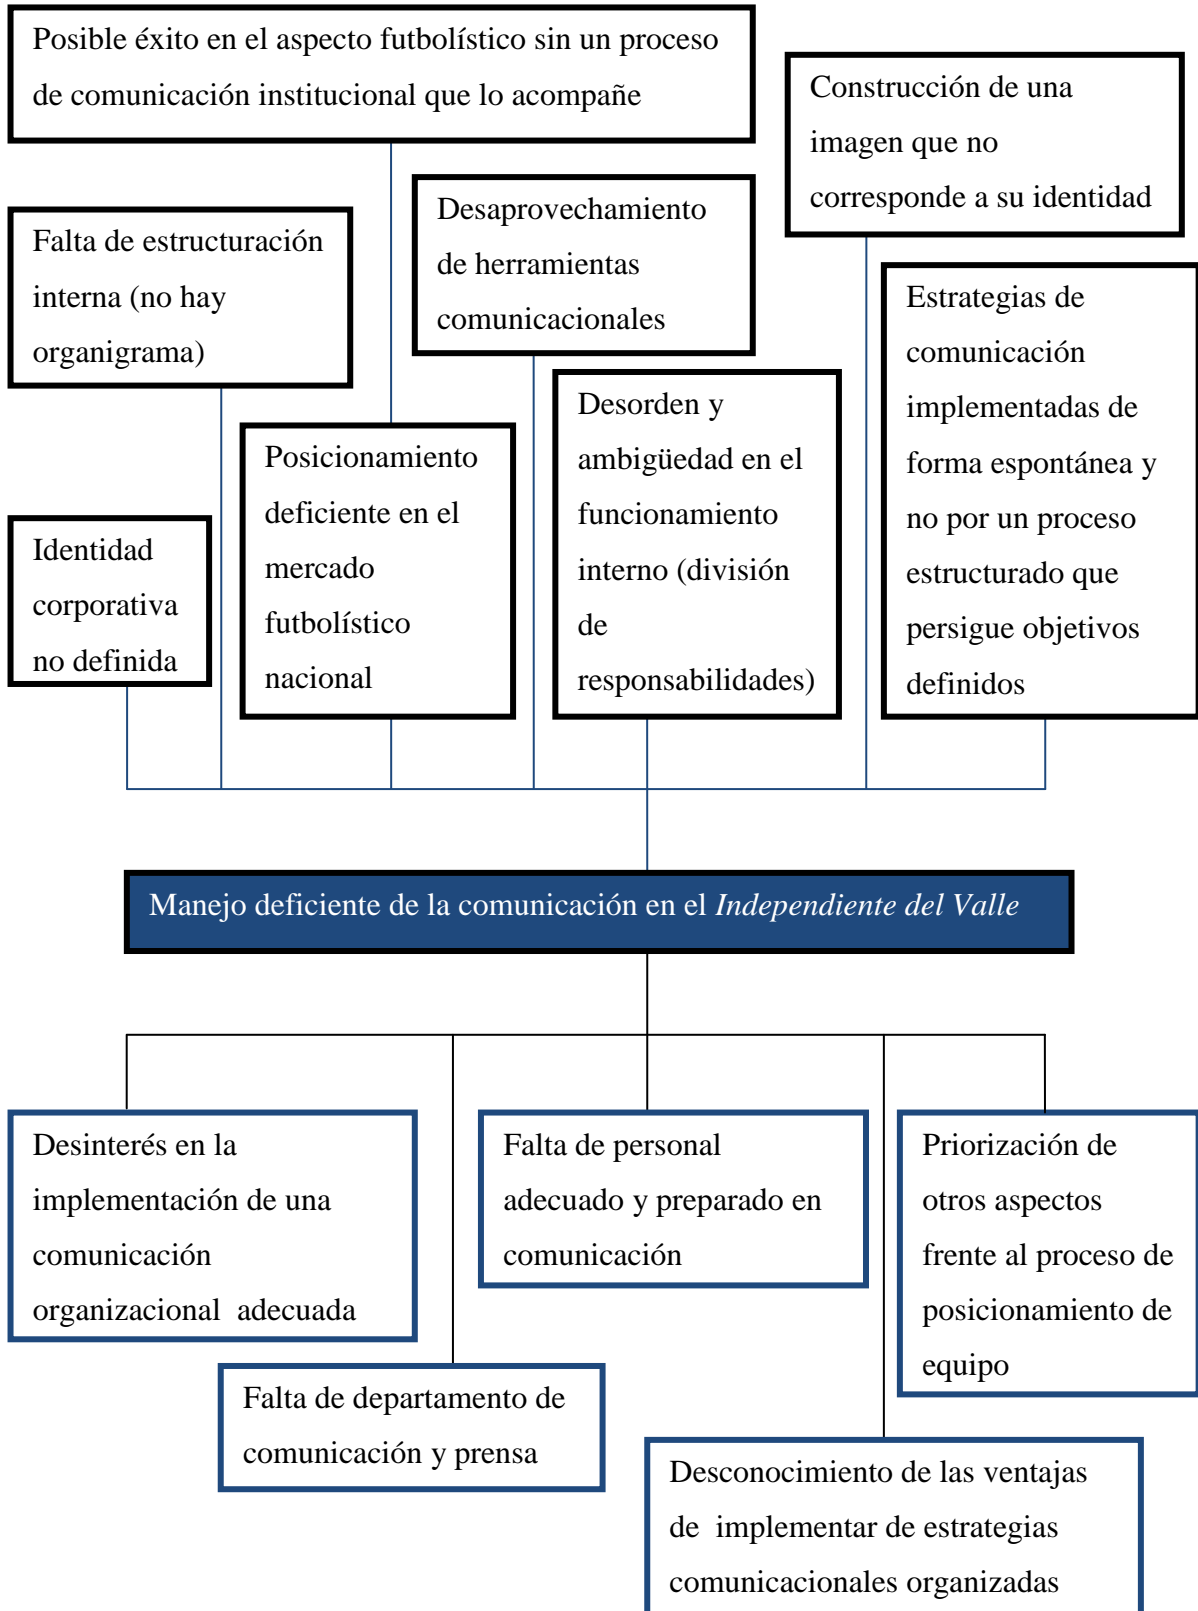 Posible éxito en el aspecto futbolístico sin un proceso
de comunicación institucional que lo acompañe
Construcción de una
imagen que no
corresponde a su identidad
Falta de estructuración
interna (no hay
organigrama)
Desaprovechamiento
de herramientas
comunicacionales
Estrategias de
comunicación
implementadas de
forma espontánea y
no por un proceso
estructurado que
persigue objetivos
definidos
Identidad
corporativa
no definida
Posicionamiento
deficiente en el
mercado
futbolístico
nacional
Desorden y
ambigüedad en el
funcionamiento
interno (división
de
responsabilidades)
Manejo deficiente de la comunicación en el Independiente del Valle
Desinterés en la
implementación de una
comunicación
organizacional  adecuada
Falta de personal
adecuado y preparado en
comunicación
Priorización de
otros aspectos
frente al proceso de
posicionamiento de
equipo
Falta de departamento de
comunicación y prensa
Desconocimiento de las ventajas
de  implementar de estrategias
comunicacionales organizadas